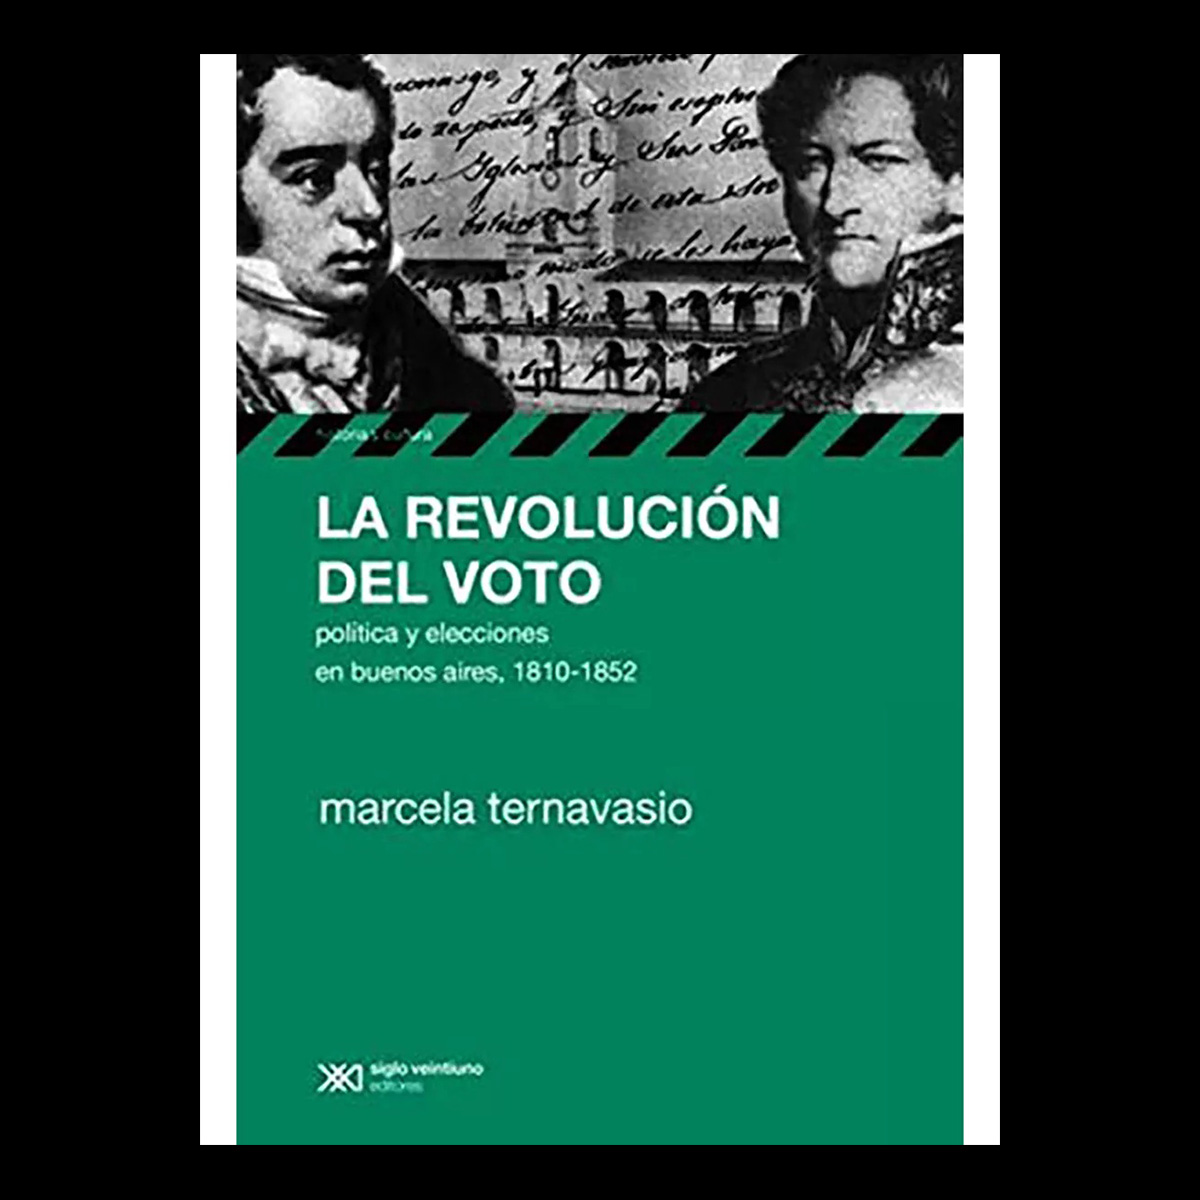 historia y cultura
LA REVOLUCIÓN
DEL VOTO
política y elecciones
en buenos aires, 1810-1852
marcela ternavasio
siglo veintiuno
editores